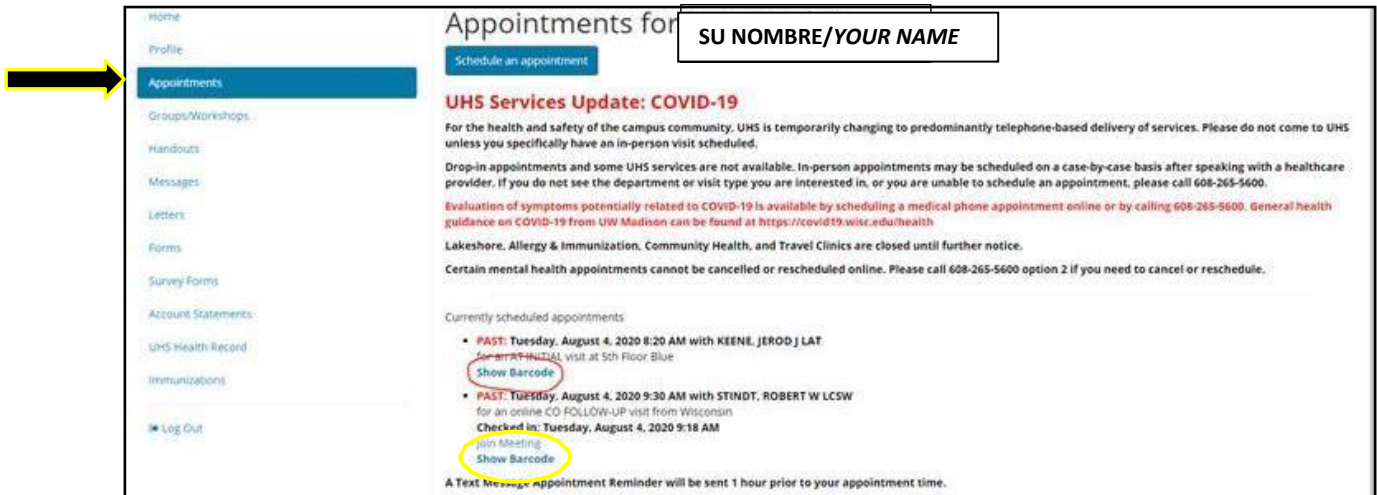 Home
Profile
Appointments
Groups/Workshops
Handouts
Messages
Letters
Forms
Survey Forms
Account Statements
UHS Health Record
Immunizations
Log Out
Appointments for
SU NOMBRE/YOUR NAME
Schedule an appointment
UHS Services Update: COVID-19
For the health and safety of the campus community, UHS is temporarily changing to predominantly telephone-based delivery of services. Please do not come to UHS
unless you specifically have an in-person visit scheduled.
Drop-in appointments and some UHS services are not available. In-person appointments may be scheduled on a case-by-case basis after speaking with a healthcare
provider. If you do not see the department or visit type you are interested in, or you are unable to schedule an appointment, please call 608-265-5600.
Evaluation of symptoms potentially related to COVID-19 is available by scheduling a medical phone appointment online or by calling 608-265-5600. General health
guidance on COVID-19 from UW Madison can be found at https://covid19.wisc.edu/health
Lakeshore, Allergy & Immunization, Community Health, and Travel Clinics are closed until further notice.
Certain mental health appointments cannot be cancelled or rescheduled online. Please call 608-265-5600 option 2 if you need to cancel or reschedule.
Currently scheduled appointments
• PAST: Tuesday, August 4, 2020 8:20 AM with KEENE, JEROD J LAT
for an AT INITIAL visit at 5th Floor Blue
Show Barcode
• PAST: Tuesday, August 4, 2020 9:30 AM with STINDT, ROBERT W LCSW
for an online CO FOLLOW-UP visit from Wisconsin
Checked in: Tuesday, August 4, 2020 9:18 AM
Join Meeting
Show Barcode
A Text Message Appointment Reminder will be sent 1 hour prior to your appointment time.